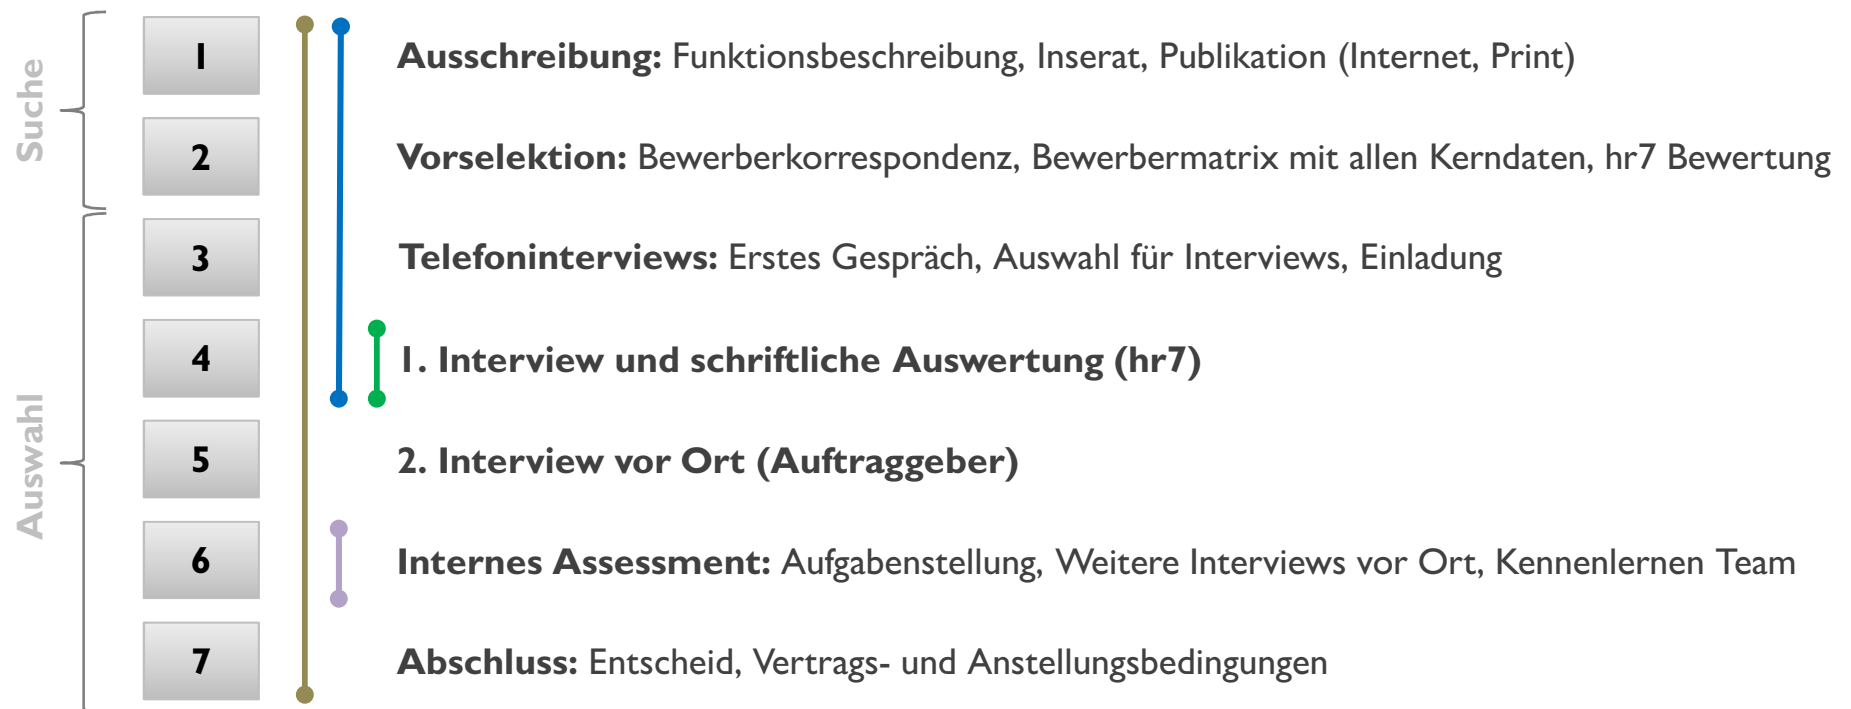 Suche
1
Ausschreibung: Funktionsbeschreibung, Inserat, Publikation (Internet, Print)
2
Vorselektion: Bewerberkorrespondenz, Bewerbermatrix mit allen Kerndaten, hr7 Bewertung
Auswahl
3
Telefoninterviews: Erstes Gespräch, Auswahl für Interviews, Einladung
4
1. Interview und schriftliche Auswertung (hr7)
5
2. Interview vor Ort (Auftraggeber)
6
Internes Assessment: Aufgabenstellung, Weitere Interviews vor Ort, Kennenlernen Team
7
Abschluss: Entscheid, Vertrags- und Anstellungsbedingungen